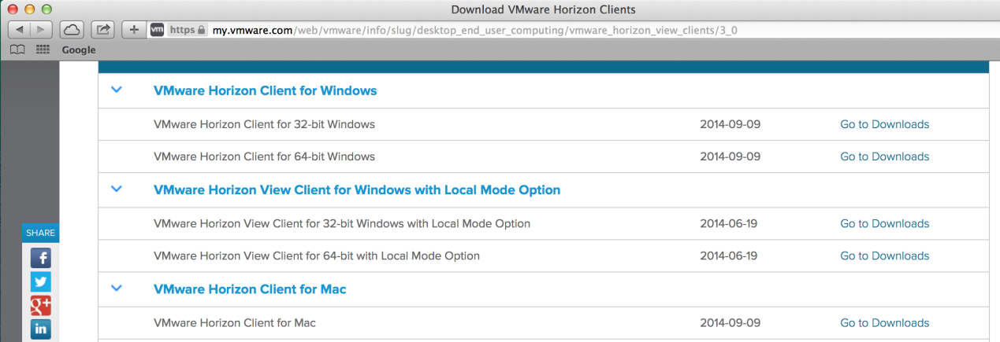 Download VMware Horizon Clients
vm https my.vmware.com/web/vmware/info/slug/desktop_end_user_computing/vmware_horizon_view_clients/3_0
Google
VMware Horizon Client for Windows
VMware Horizon Client for 32-bit Windows 2014-09-09 Go to Downloads
VMware Horizon Client for 64-bit Windows 2014-09-09 Go to Downloads
VMware Horizon View Client for Windows with Local Mode Option
VMware Horizon View Client for 32-bit Windows with Local Mode Option 2014-06-19 Go to Downloads
SHARE
VMware Horizon View Client for 64-bit with Local Mode Option 2014-06-19 Go to Downloads
f
VMware Horizon Client for Mac
g+
VMware Horizon Client for Mac 2014-09-09 Go to Downloads
in